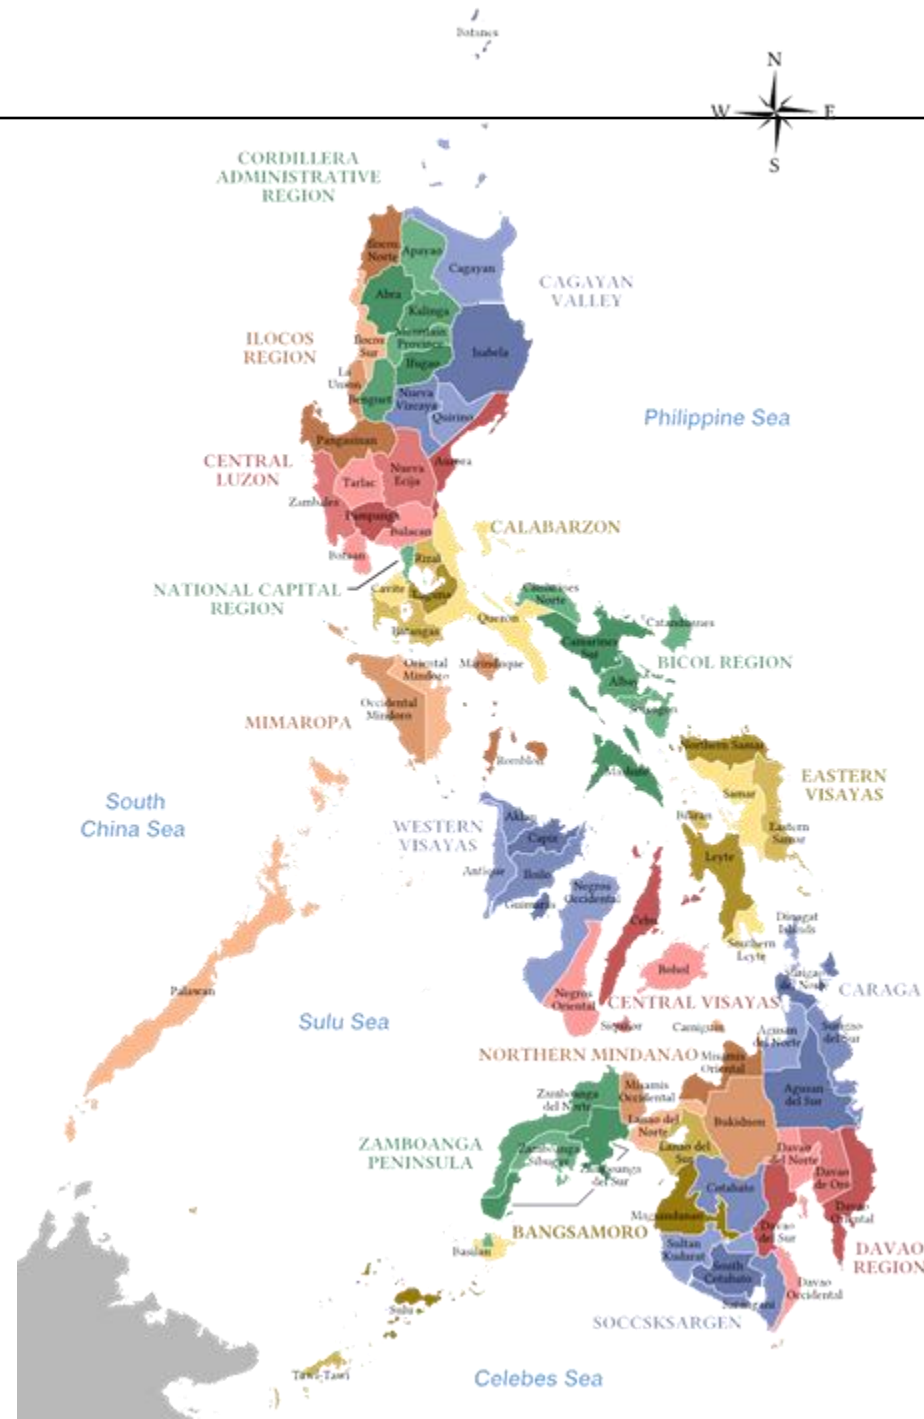 Batanes
N
W
E
S
CORDILLERA
ADMINISTRATIVE
REGION
Ilocos
Norte
Apayao
Cagayan
CAGAYAN
VALLEY
Abra
Kalinga
Mountain
Province
Ilocos
Sur
ILOCOS
REGION
Isabela
Ifugao
La
Union
Benguet
Nueva
Vizcaya
Quirino
Philippine Sea
Pangasinan
CENTRAL
LUZON
Aurora
Nueva
Ecija
Tarlac
Zambales
Pampanga
Bulacan
CALABARZON
Bataan
Rizal
NATIONAL CAPITAL
REGION
Cavite
Laguna
Camarines
Norte
Quezon
Catanduanes
Batangas
Camarines
Sur
BICOL REGION
Oriental
Mindoro
Marinduque
Albay
Occidental
Mindoro
Sorsogon
MIMAROPA
Northern Samar
Romblon
Masbate
EASTERN
VISAYAS
Samar
South
China Sea
Biliran
Eastern
Samar
WESTERN
VISAYAS
Aklan
Capiz
Leyte
Antique
Iloilo
Negros
Occidental
Guimaras
Cebu
Dinagat
Islands
Southern
Leyte
Bohol
Surigao
del Norte
CARAGA
Palawan
Negros
Oriental
CENTRAL VISAYAS
Sulu Sea
Siquijor
Camiguin
Agusan
del Norte
Surigao
del Sur
NORTHERN MINDANAO
Misamis
Oriental
Zamboanga
del Norte
Misamis
Occidental
Agusan
del Sur
Lanao del
Norte
Bukidnon
ZAMBOANGA
PENINSULA
Zamboanga
Sibugay
Lanao del
Sur
Davao
del Norte
Zamboanga
del Sur
Davao
de Oro
Cotabato
Maguindanao
Davao
Oriental
BANGSAMORO
Davao
del Sur
Basilan
Sultan
Kudarat
DAVAO
REGION
South
Cotabato
Davao
Occidental
Sarangani
Sulu
SOCCSKSARGEN
Tawi-Tawi
Celebes Sea